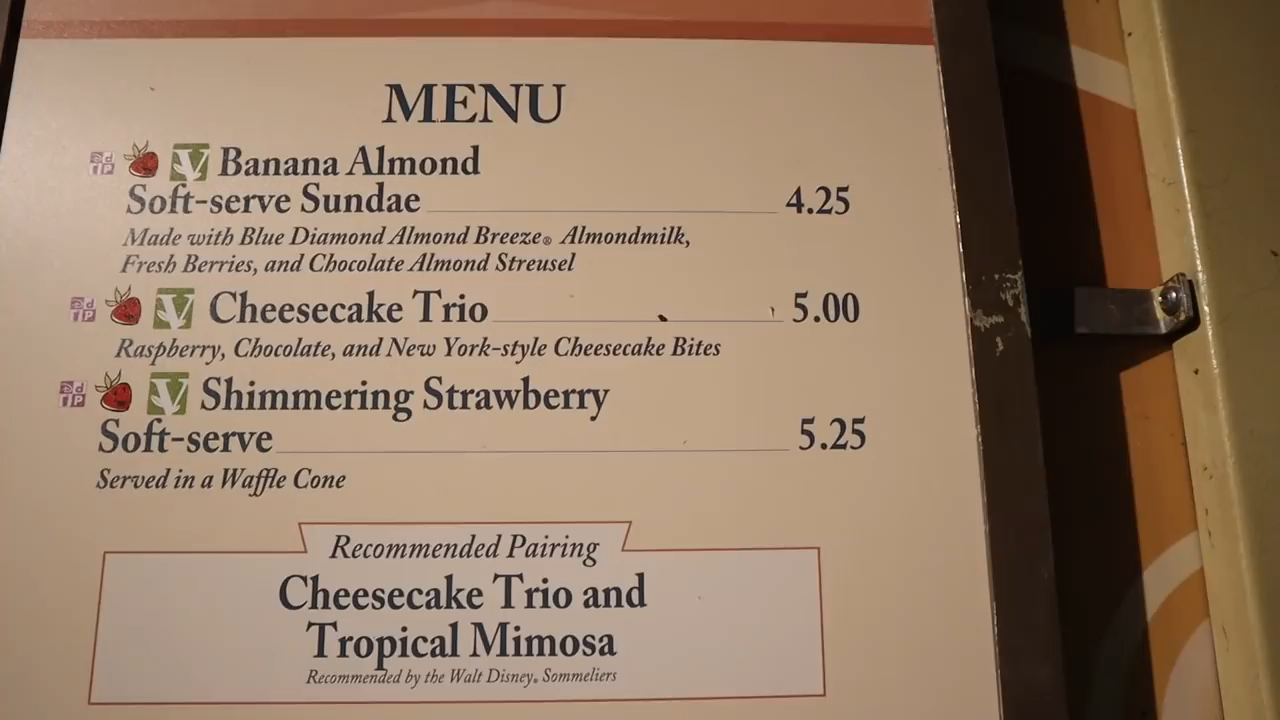 MENU
Banana Almond
Soft-serve Sundae 4.25
Made with Blue Diamond Almond Breeze® Almondmilk,
Fresh Berries, and Chocolate Almond Streusel
Cheesecake Trio 5.00
Raspberry, Chocolate, and New York-style Cheesecake Bites
Shimmering Strawberry
Soft-serve 5.25
Served in a Waffle Cone
Recommended Pairing
Cheesecake Trio and
Tropical Mimosa
Recommended by the Walt Disney® Sommeliers